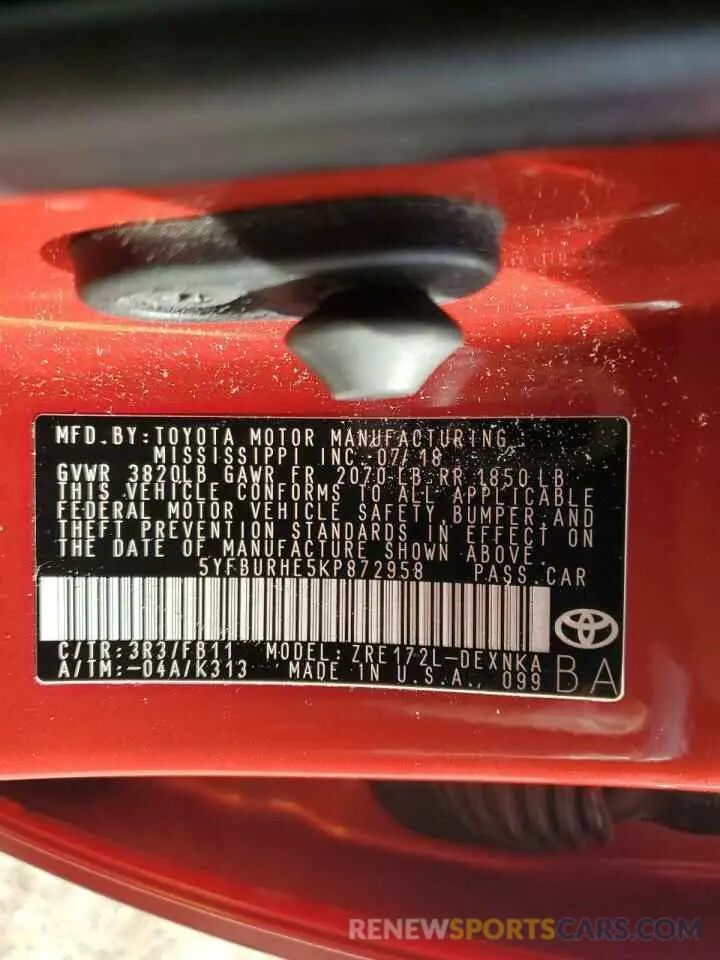 MFD. BY: TOYOTA MOTOR MANUFACTURING,
MISSISSIPPI INC. 07/18
GVWR 3820LB GAWR FR 2070 LB RR 1850 LB
THIS VEHICLE CONFORMS TO ALL APPLICABLE
FEDERAL MOTOR VEHICLE SAFETY, BUMPER AND
THEFT PREVENTION STANDARDS IN EFFECT ON
THE DATE OF MANUFACTURE SHOWN ABOVE.
5YFBURHE5KP872958 PASS. CAR
C/TR: 3R3/FB11 MODEL: ZRE172L-DEXNKA
A/TM: -04A/K313 MADE IN U.S.A., 099 BA
RENEWSPORTSCARS.COM